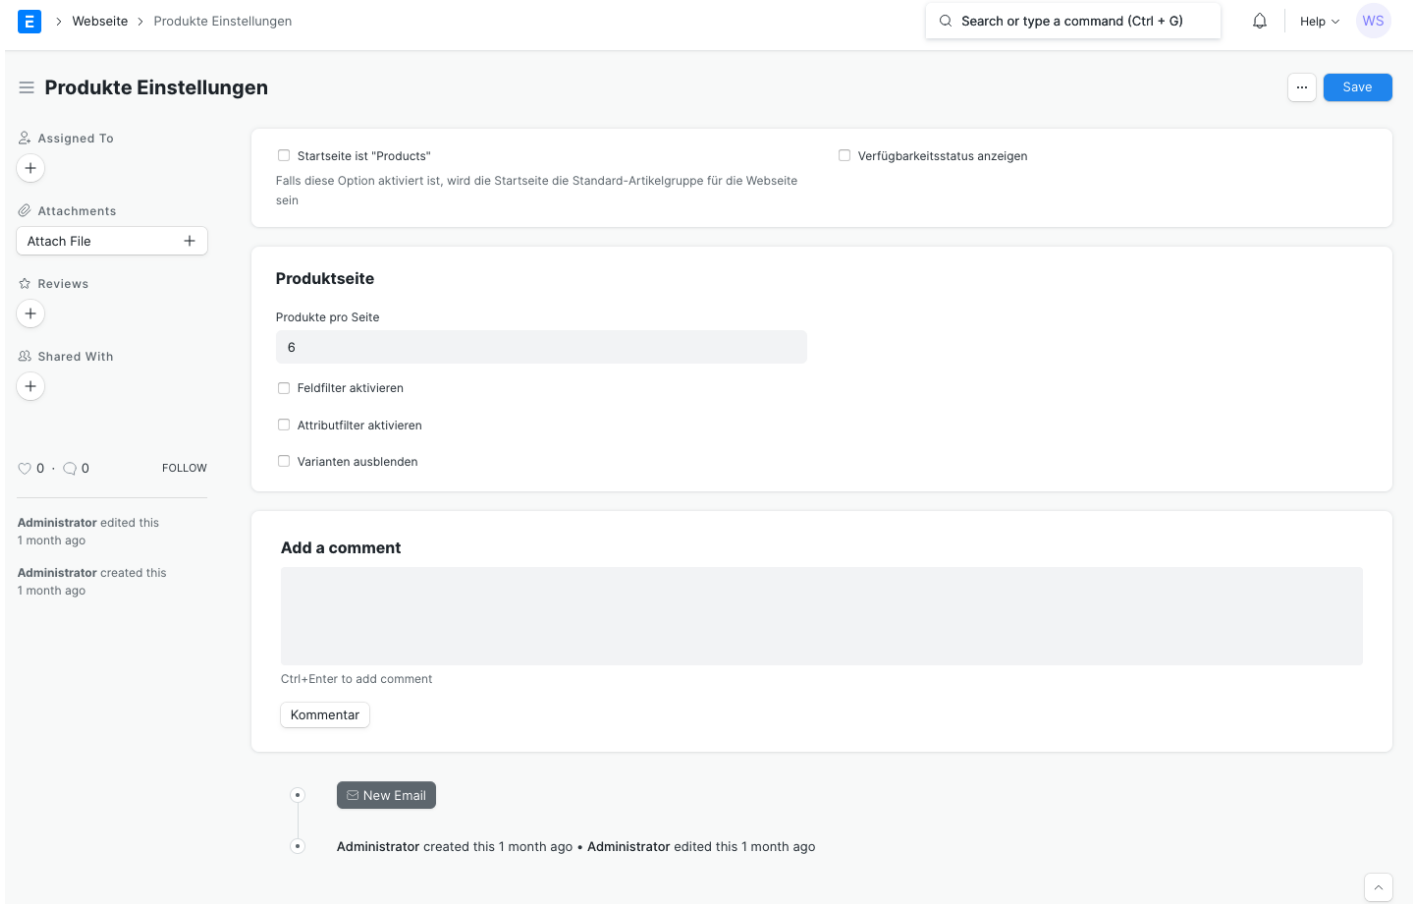 E
Webseite
Produkte Einstellungen
Search or type a command (Ctrl + G)
Help
WS
Produkte Einstellungen
...
Save
Assigned To
Attachments
Attach File
Reviews
Shared With
0 · 0
FOLLOW
Administrator edited this
1 month ago
Administrator created this
1 month ago
Startseite ist "Products"
Falls diese Option aktiviert ist, wird die Startseite die Standard-Artikelgruppe für die Webseite
sein
Verfügbarkeitsstatus anzeigen
Produktseite
Produkte pro Seite
6
Feldfilter aktivieren
Attributfilter aktivieren
Varianten ausblenden
Add a comment
Ctrl+Enter to add comment
Kommentar
New Email
Administrator created this 1 month ago • Administrator edited this 1 month ago